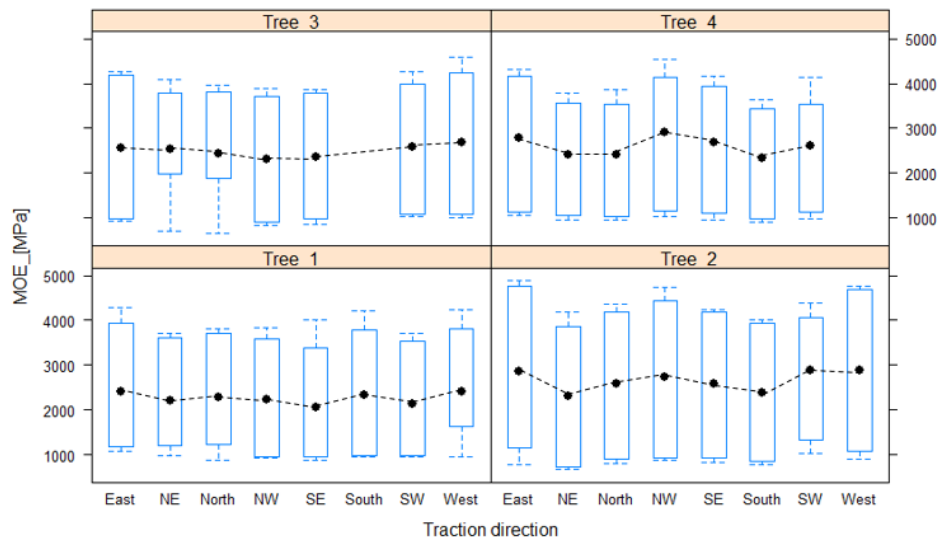 Tree 3 Tree 4
5000
4000
3000
2000
1000
MOE_[MPa]
Tree 1 Tree 2
5000
4000
3000
2000
1000
East NE North NW SE South SW West East NE North NW SE South SW West
Traction direction